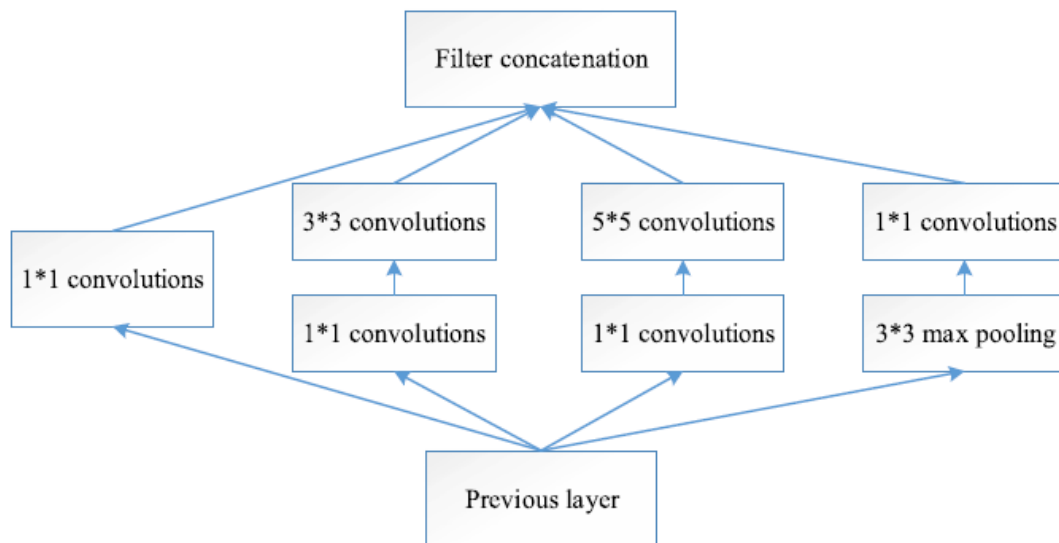 Filter concatenation
3*3 convolutions
5*5 convolutions
1*1 convolutions
1*1 convolutions
1*1 convolutions
1*1 convolutions
3*3 max pooling
Previous layer